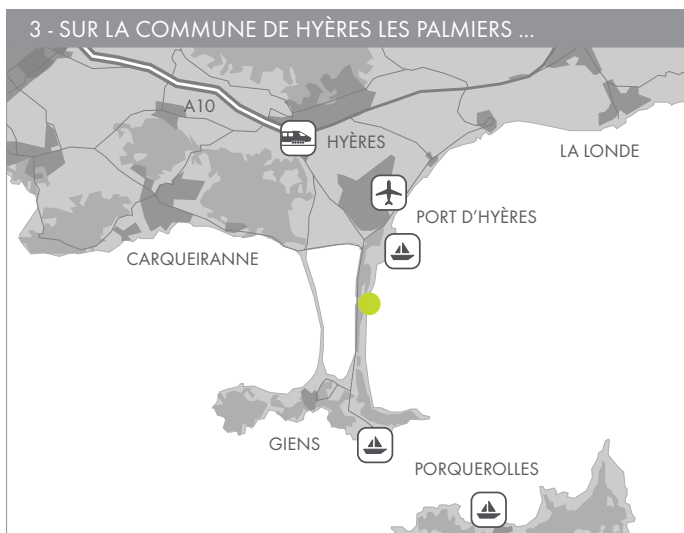 3 - SUR LA COMMUNE DE HYÈRES LES PALMIERS ...
A10
HYÈRES
LA LONDE
PORT D'HYÈRES
CARQUEIRANNE
GIENS
PORQUEROLLES